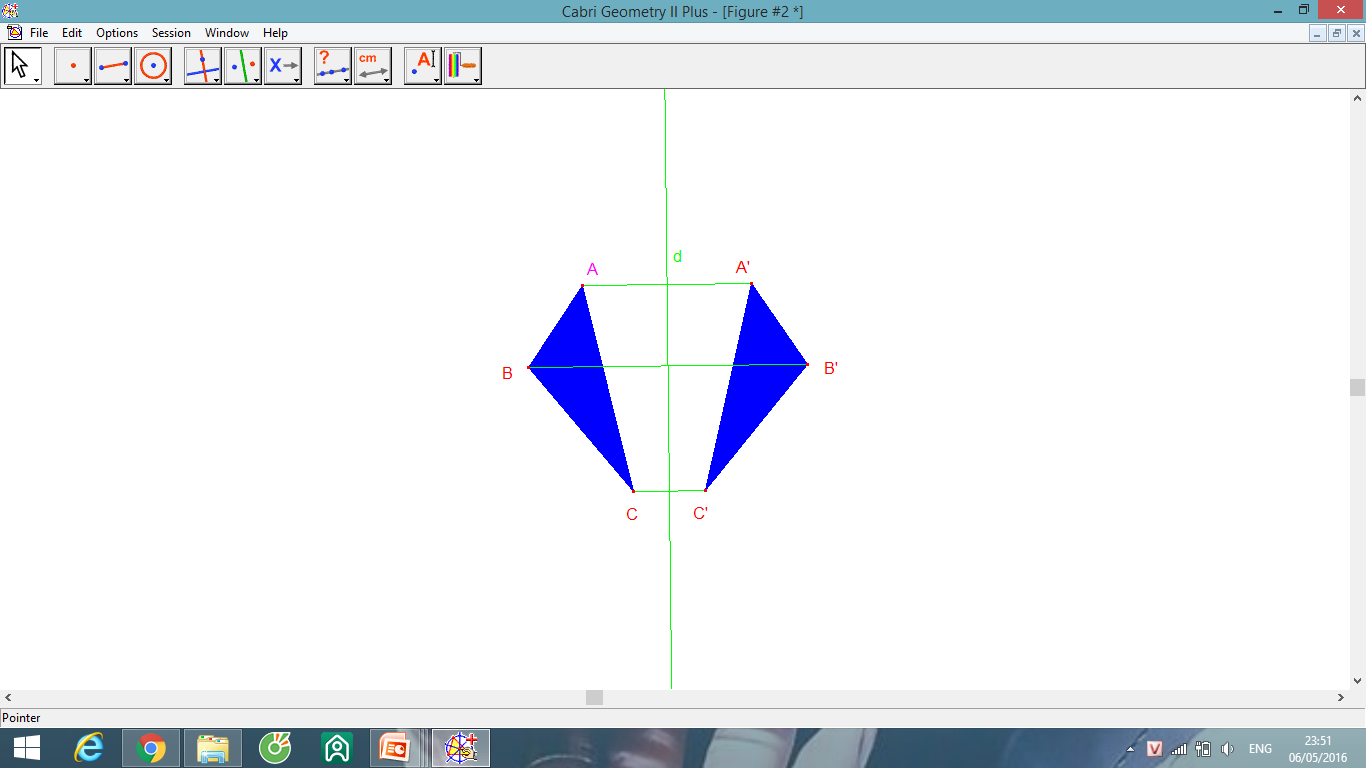 Cabri Geometry II Plus - [Figure #2 *]
File Edit Options Session Window Help
? cm A
X
d
A A'
B B'
C C'
Pointer
V ENG 23:51
06/05/2016